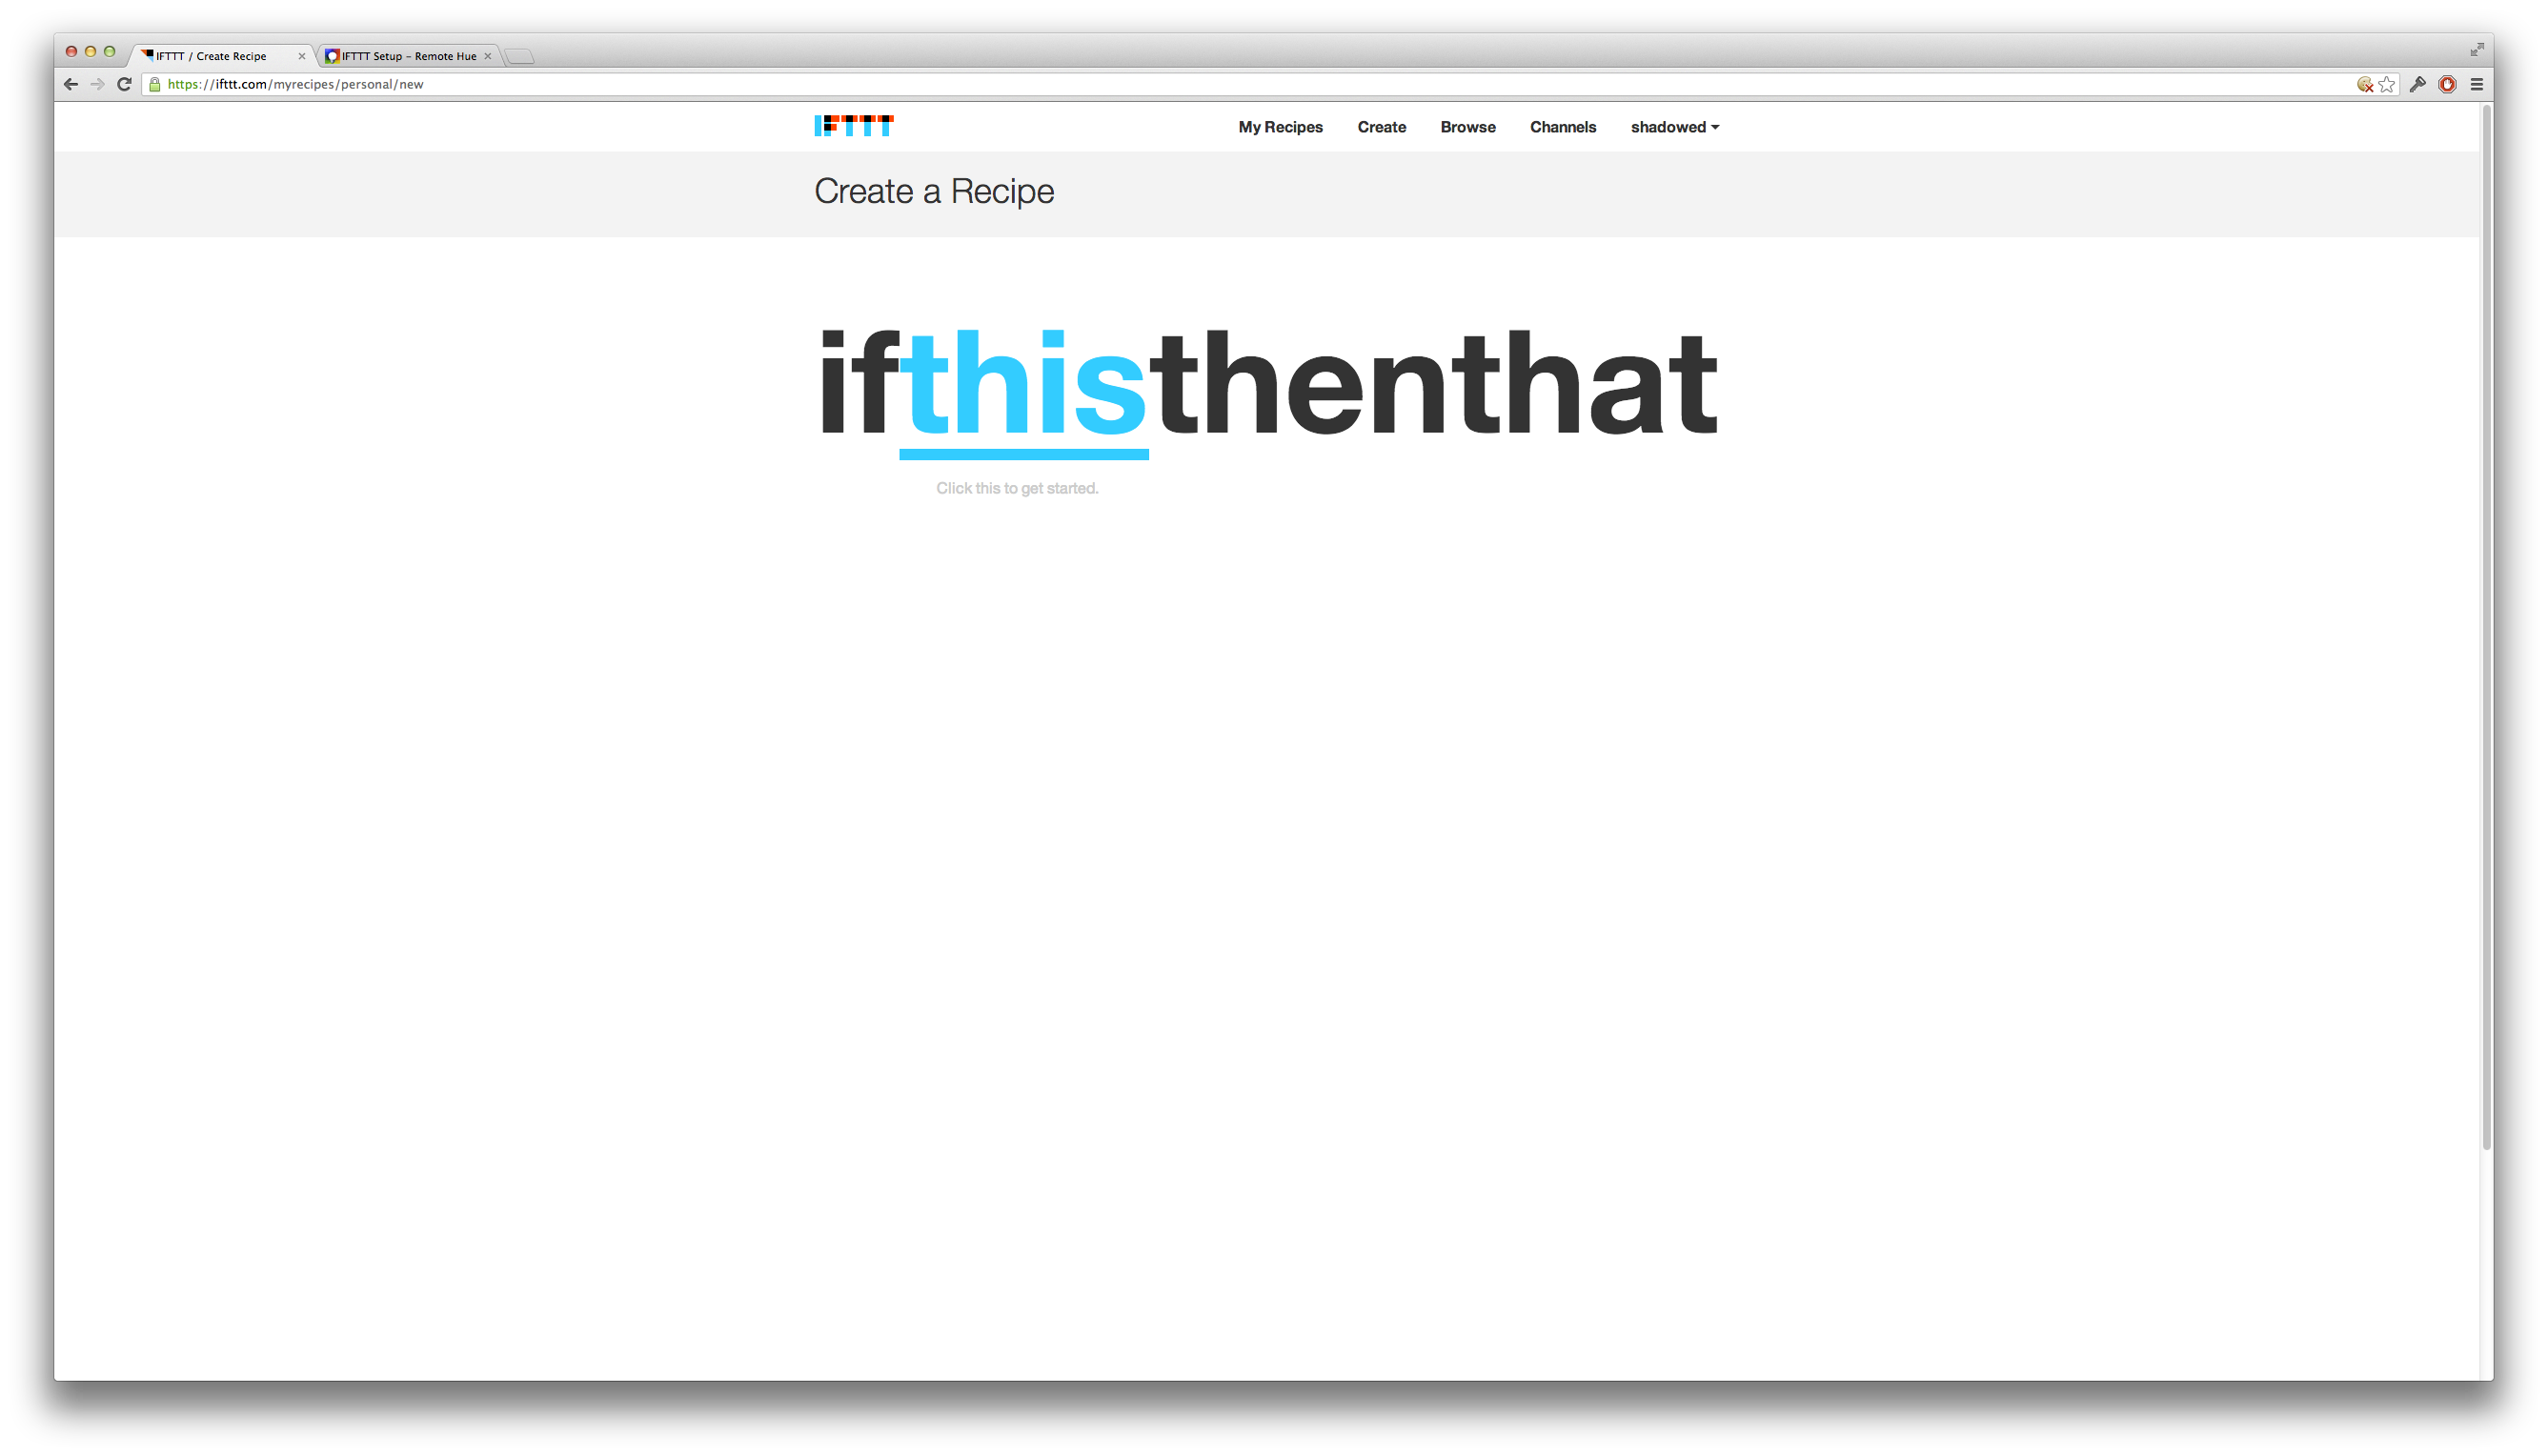 IFTTT / Create Recipe
IFTTT Setup - Remote Hue
https://ifttt.com/myrecipes/personal/new
IFTTT
My Recipes Create Browse Channels shadowed
Create a Recipe
ifthisthenthat
Click this to get started.